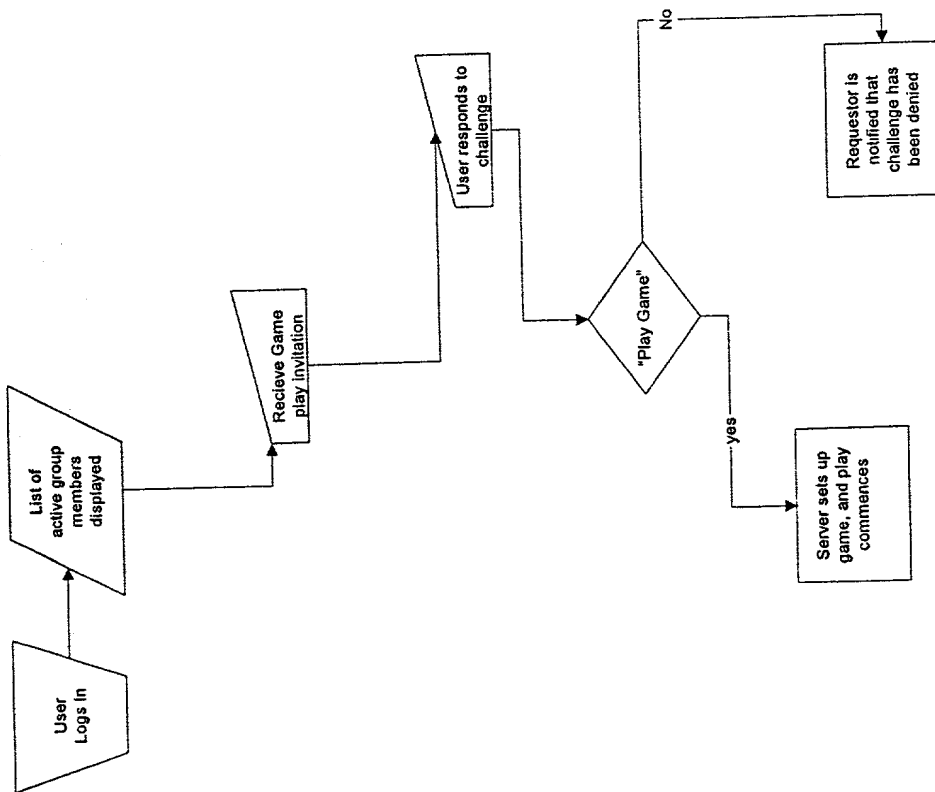 User
Logs In
List of
active group
members
displayed
Recieve Game
play invitation
User responds to
challenge
"Play Game"
yes
No
Server sets up
game, and play
commences
Requestor is
notified that
challenge has
been denied